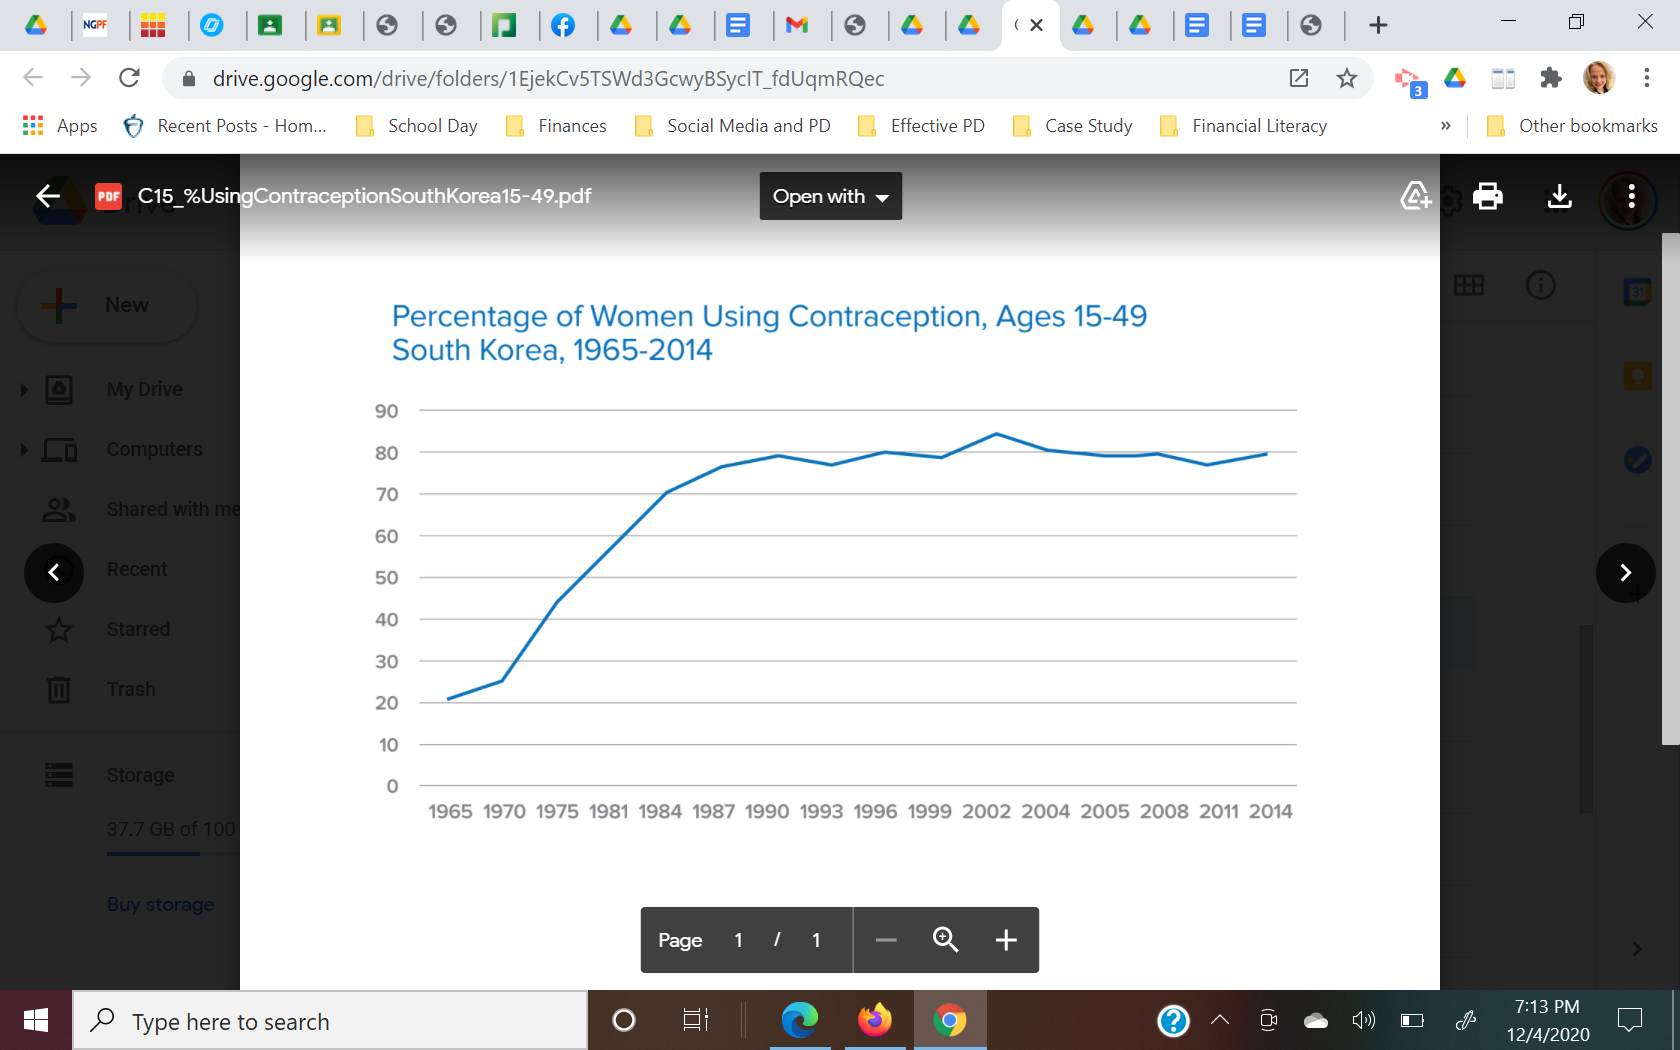 NGPF
drive.google.com/drive/folders/1EjekCv5TSWd3GcwyBSycIT_fdUqmRQec
3
Apps
Recent Posts - Hom...
School Day
Finances
Social Media and PD
Effective PD
Case Study
Financial Literacy
»
Other bookmarks
PDF
C15_%UsingContraceptionSouthKorea15-49.pdf
Open with
New
31
My Drive
Computers
Shared with me
Recent
Starred
Trash
Storage
37.7 GB of 100
Buy storage
Percentage of Women Using Contraception, Ages 15-49
South Korea, 1965-2014
90
80
70
60
50
40
30
20
10
0
1965 1970 1975 1981 1984 1987 1990 1993 1996 1999 2002 2004 2005 2008 2011 2014
Page 1 / 1
Type here to search
7:13 PM
12/4/2020